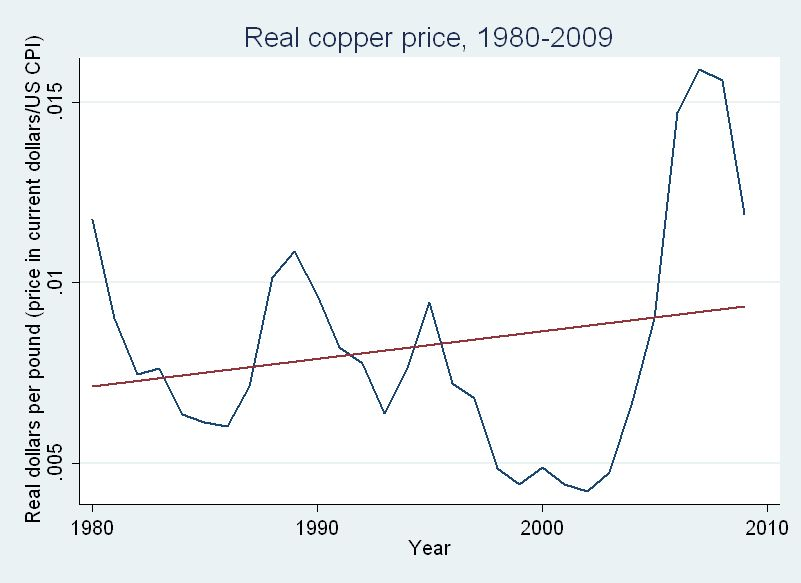 Real copper price, 1980-2009
Real dollars per pound (price in current dollars/US CPI)
.015
.01
.005
1980
1990
2000
2010
Year